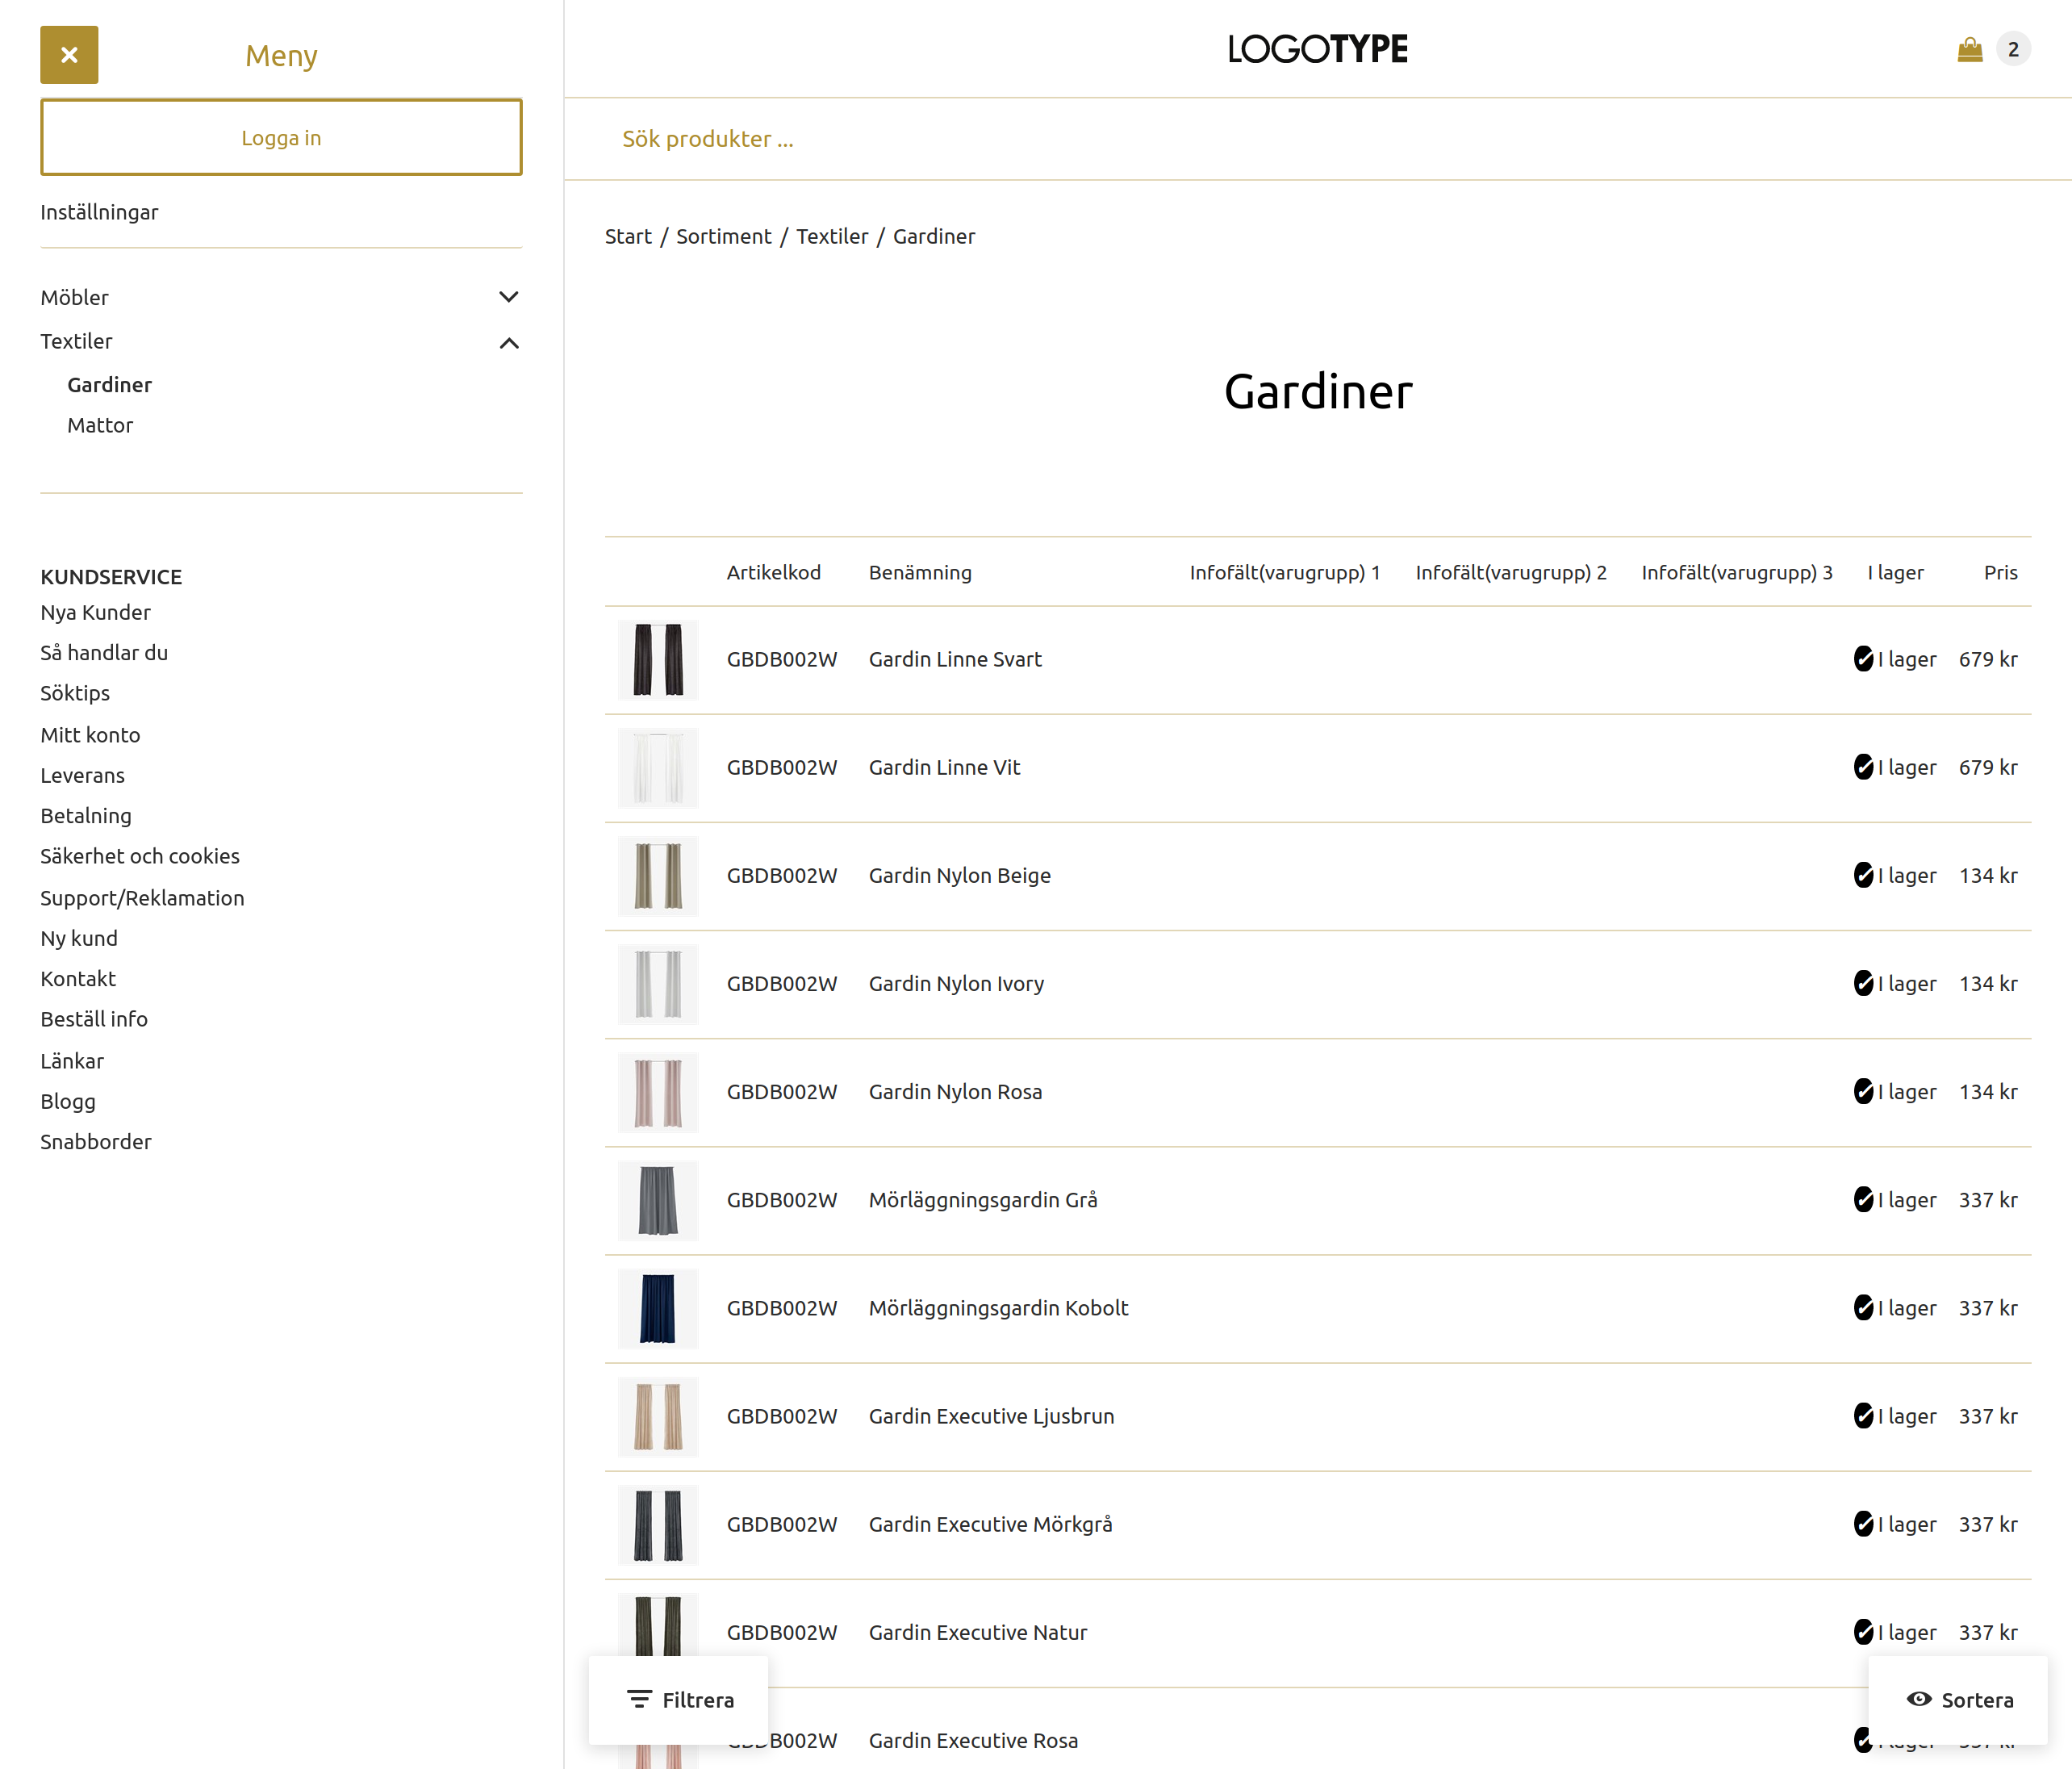 Meny
Logga in
Inställningar
Möbler
Textiler
Gardiner
Mattor
KUNDSERVICE
Nya Kunder
Så handlar du
Söktips
Mitt konto
Leverans
Betalning
Säkerhet och cookies
Support/Reklamation
Ny kund
Kontakt
Beställ info
Länkar
Blogg
Snabborder
LOGOTYPE
2
Sök produkter ...
Start / Sortiment / Textiler / Gardiner
Gardiner
Artikelkod Benämning Infofält(varugrupp) 1 Infofält(varugrupp) 2 Infofält(varugrupp) 3 I lager Pris
GBDB002W Gardin Linne Svart I lager 679 kr
GBDB002W Gardin Linne Vit I lager 679 kr
GBDB002W Gardin Nylon Beige I lager 134 kr
GBDB002W Gardin Nylon Ivory I lager 134 kr
GBDB002W Gardin Nylon Rosa I lager 134 kr
GBDB002W Mörläggningsgardin Grå I lager 337 kr
GBDB002W Mörläggningsgardin Kobolt I lager 337 kr
GBDB002W Gardin Executive Ljusbrun I lager 337 kr
GBDB002W Gardin Executive Mörkgrå I lager 337 kr
GBDB002W Gardin Executive Natur I lager 337 kr
Filtrera
Sortera
Gardin Executive Rosa